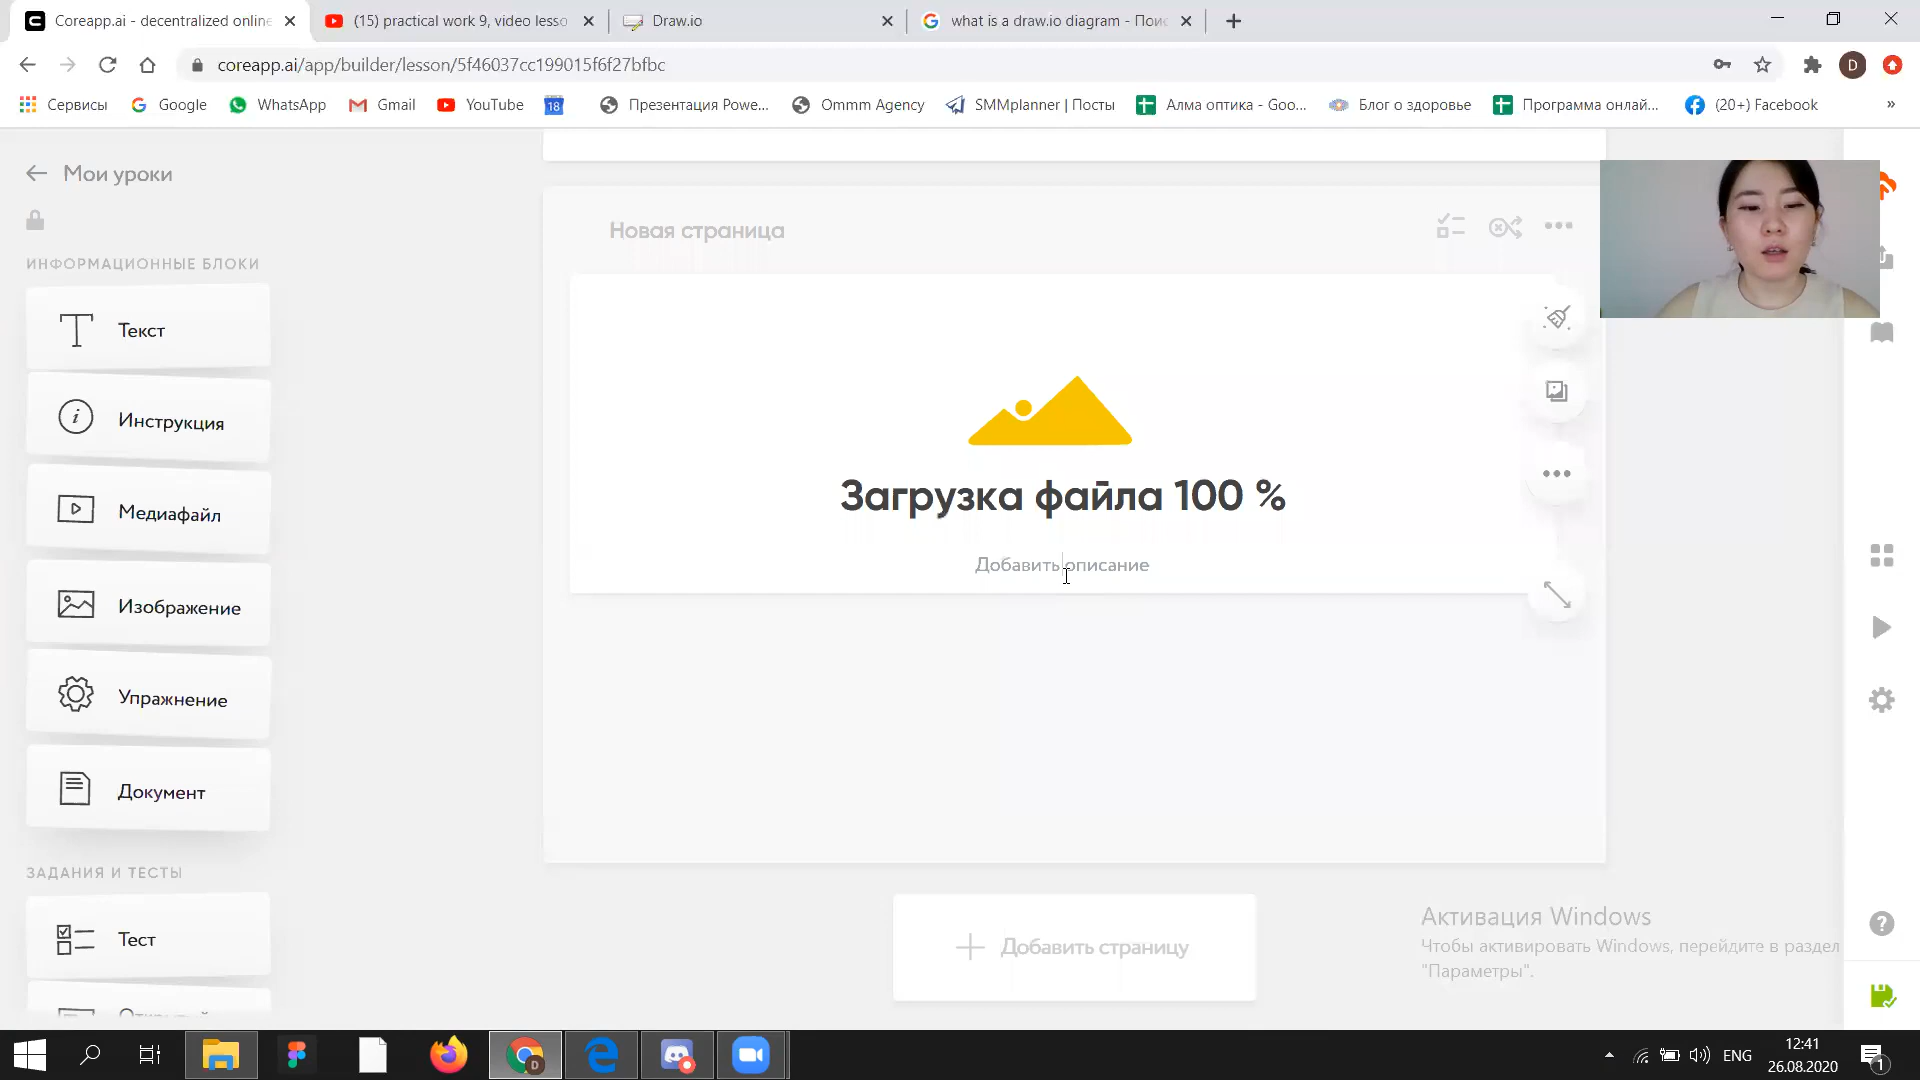 Coreapp.ai - decentralized online
(15) practical work 9, video lesso
Draw.io
what is a draw.io diagram - Пои
coreapp.ai/app/builder/lesson/5f46037cc199015f6f27bfbc
D
Сервисы
Google
WhatsApp
Gmail
YouTube
18
Презентация Powe...
Ommm Agency
SMMplanner | Посты
Алма оптика - Goo...
Блог о здоровье
Программа онлай...
(20+) Facebook
»
Мои уроки
ИНФОРМАЦИОННЫЕ БЛОКИ
Текст
Инструкция
Медиафайл
Изображение
Упражнение
Документ
ЗАДАНИЯ И ТЕСТЫ
Тест
Новая страница
Загрузка файла 100 %
Добавить описание
Добавить страницу
Активация Windows
Чтобы активировать Windows, перейдите в раздел
"Параметры".
ENG
12:41
26.08.2020
1